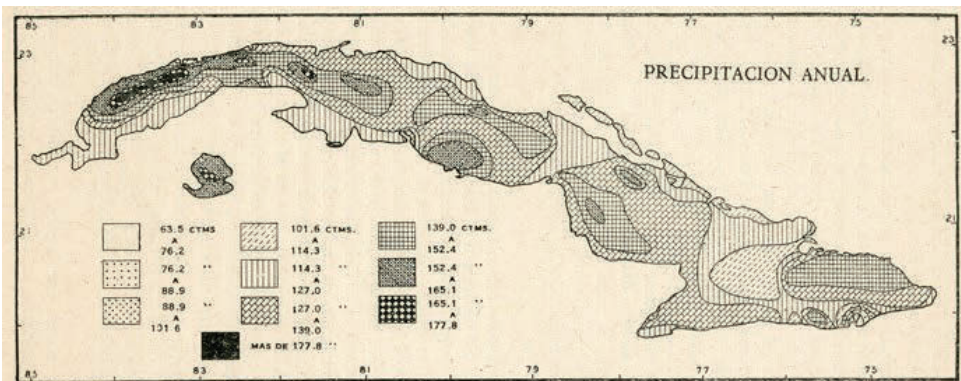 85 83 81 79 77 75
23 23
PRECIPITACION ANUAL.
63.5 CTMS
A
76.2
76.2 "
A
88.9
88.9 "
A
101.6
101.6 CTMS.
A
114.3
114.3 "
A
127.0
127.0 "
A
139.0
139.0 CTMS.
A
152.4
152.4 "
A
165.1
165.1 "
A
177.8
MAS DE 177.8 "
21 21
85 83 81 79 77 75